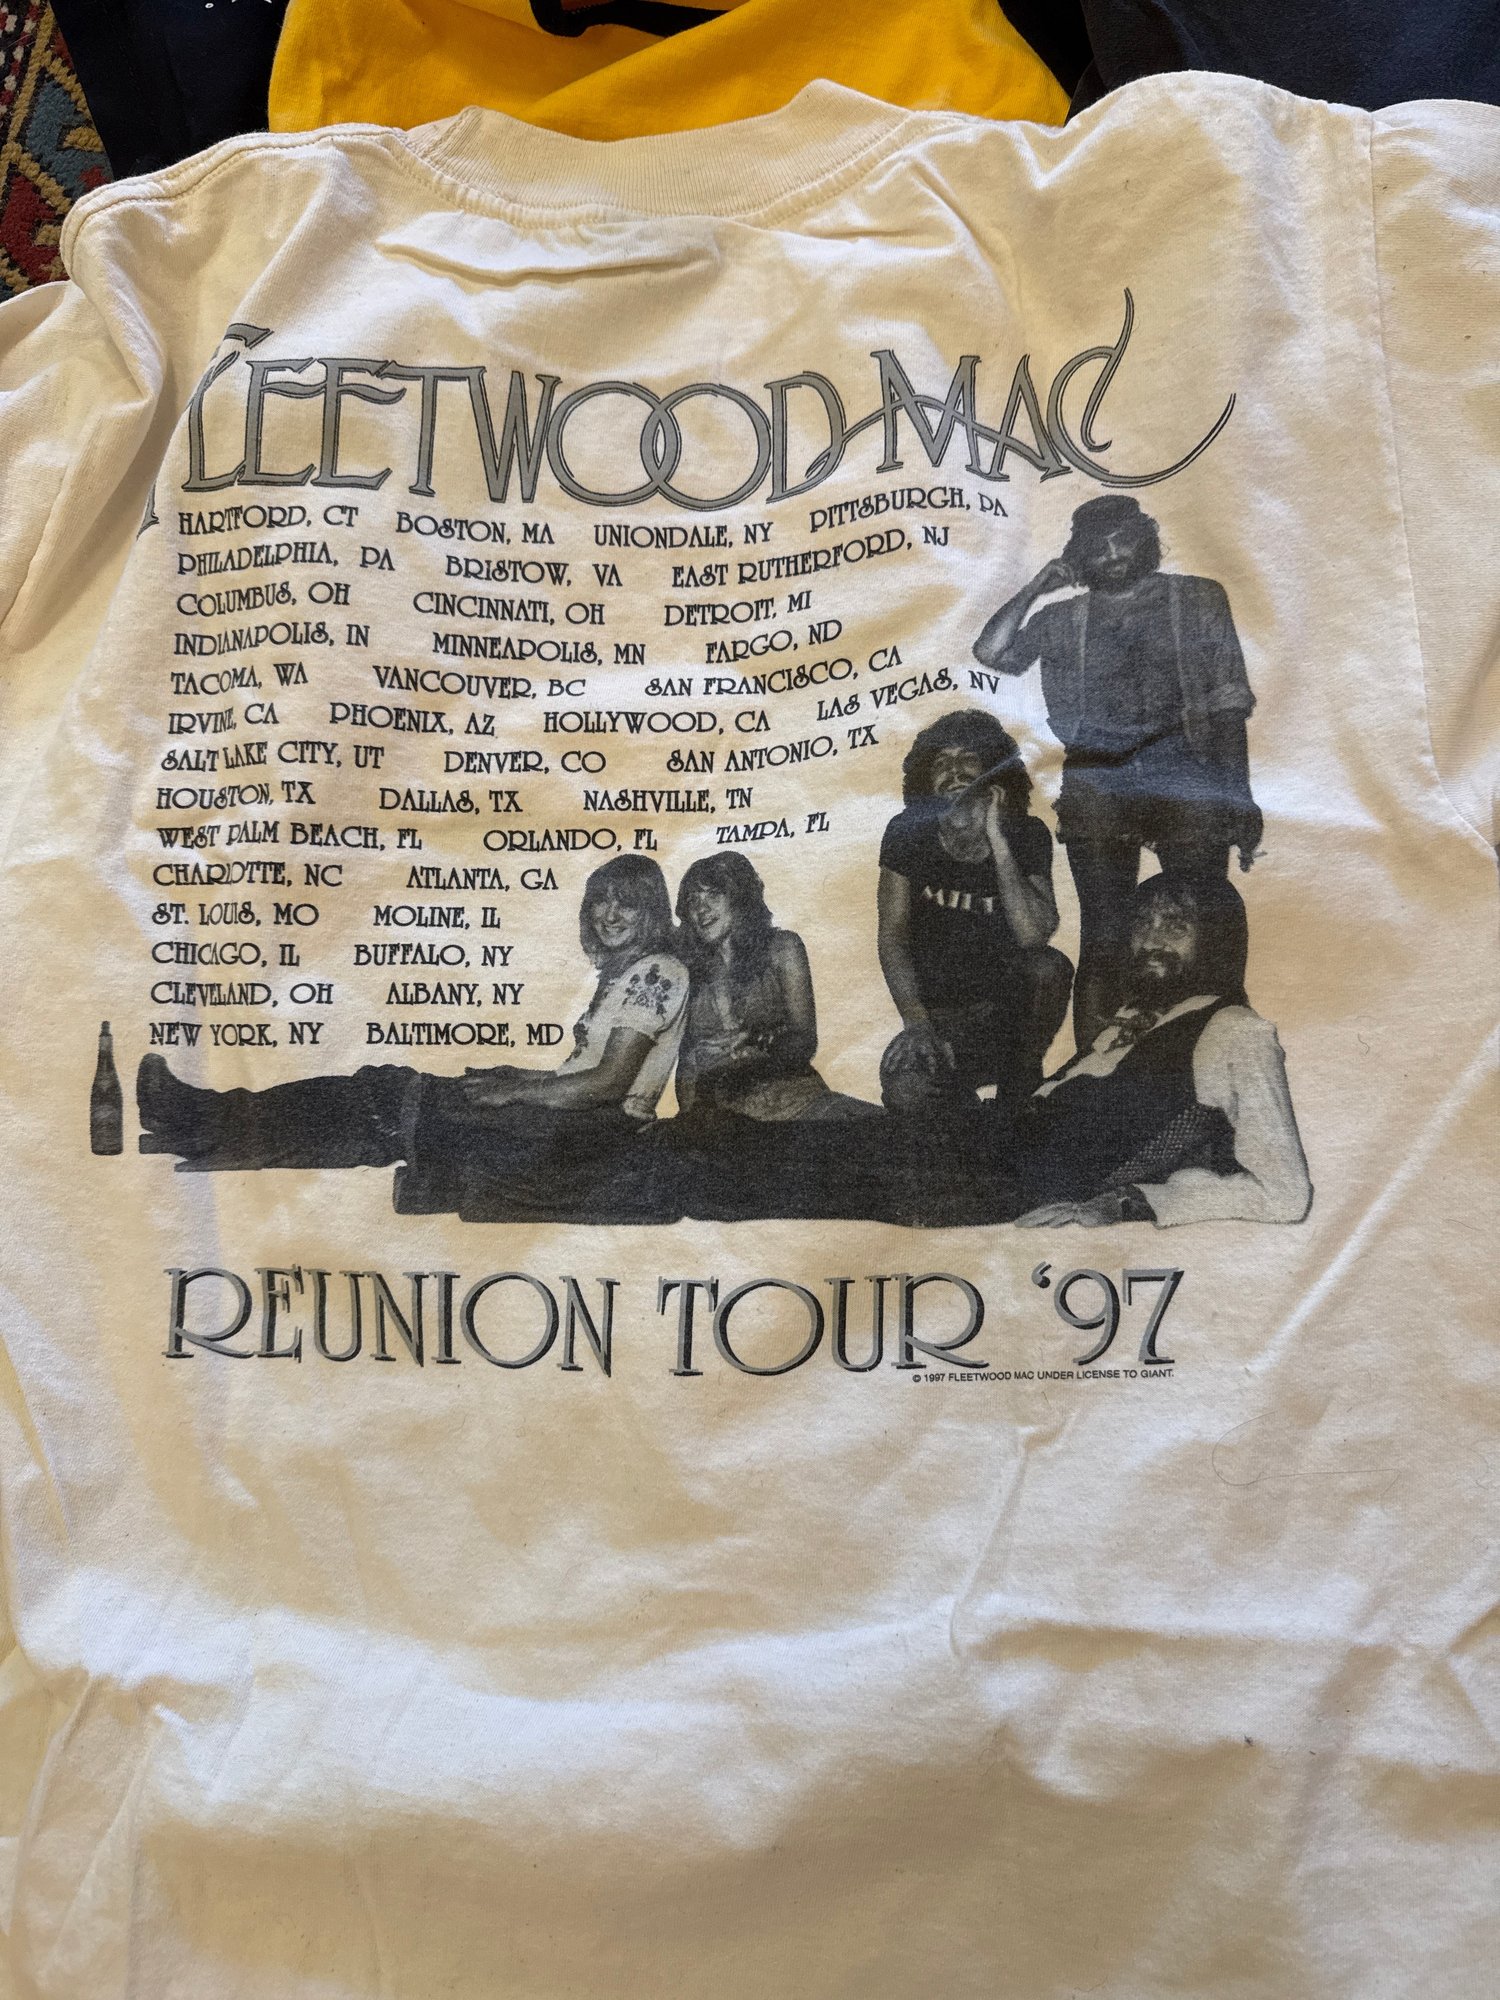 FLEETWOOD MAC
HARTFORD, CT BOSTON, MA UNIONDALE, NY PITTSBURGH, PA
PHILADELPHIA, PA BRISTOW, VA EAST RUTHERFORD, NJ
COLUMBUS, OH CINCINNATI, OH DETROIT, MI
INDIANAPOLIS, IN MINNEAPOLIS, MN FARGO, ND
TACOMA, WA VANCOUVER, BC SAN FRANCISCO, CA
IRVINE, CA PHOENIX, AZ HOLLYWOOD, CA LAS VEGAS, NV
SALT LAKE CITY, UT DENVER, CO SAN ANTONIO, TX
HOUSTON, TX DALLAS, TX NASHVILLE, TN
WEST PALM BEACH, FL ORLANDO, FL TAMPA, FL
CHARLOTTE, NC ATLANTA, GA
ST. LOUIS, MO MOLINE, IL
CHICAGO, IL BUFFALO, NY
CLEVELAND, OH ALBANY, NY
NEW YORK, NY BALTIMORE, MD
REUNION TOUR '97
© 1997 FLEETWOOD MAC UNDER LICENSE TO GIANT.